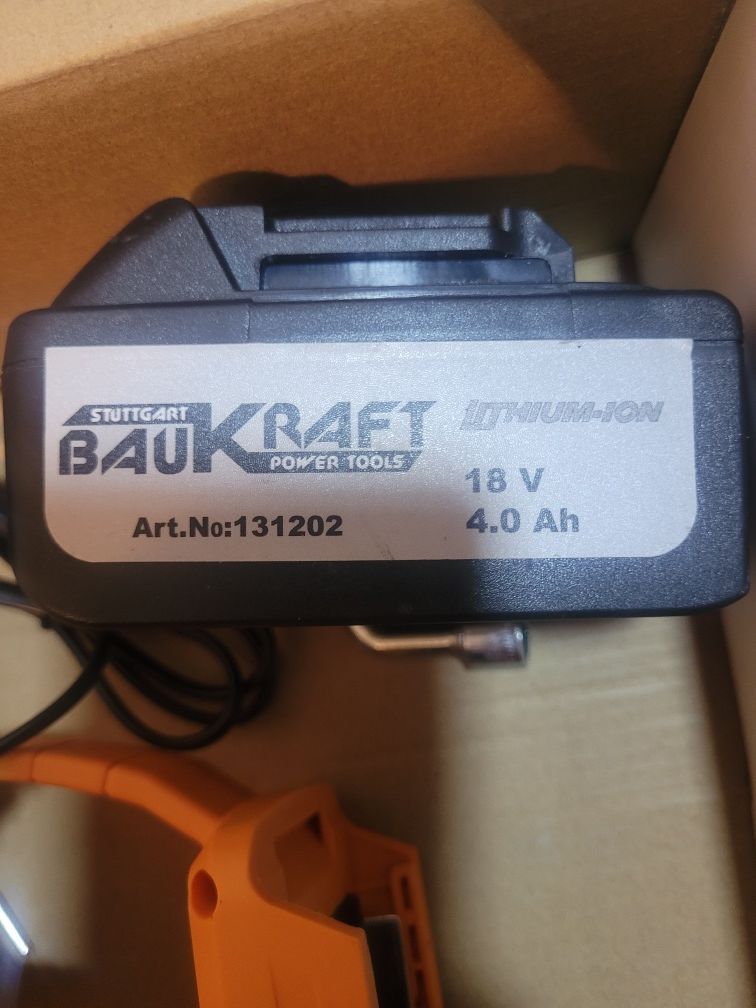 STUTTGART
BAUKRAFT
POWER TOOLS
LITHIUM-ION
18 V
4.0 Ah
Art.No:131202